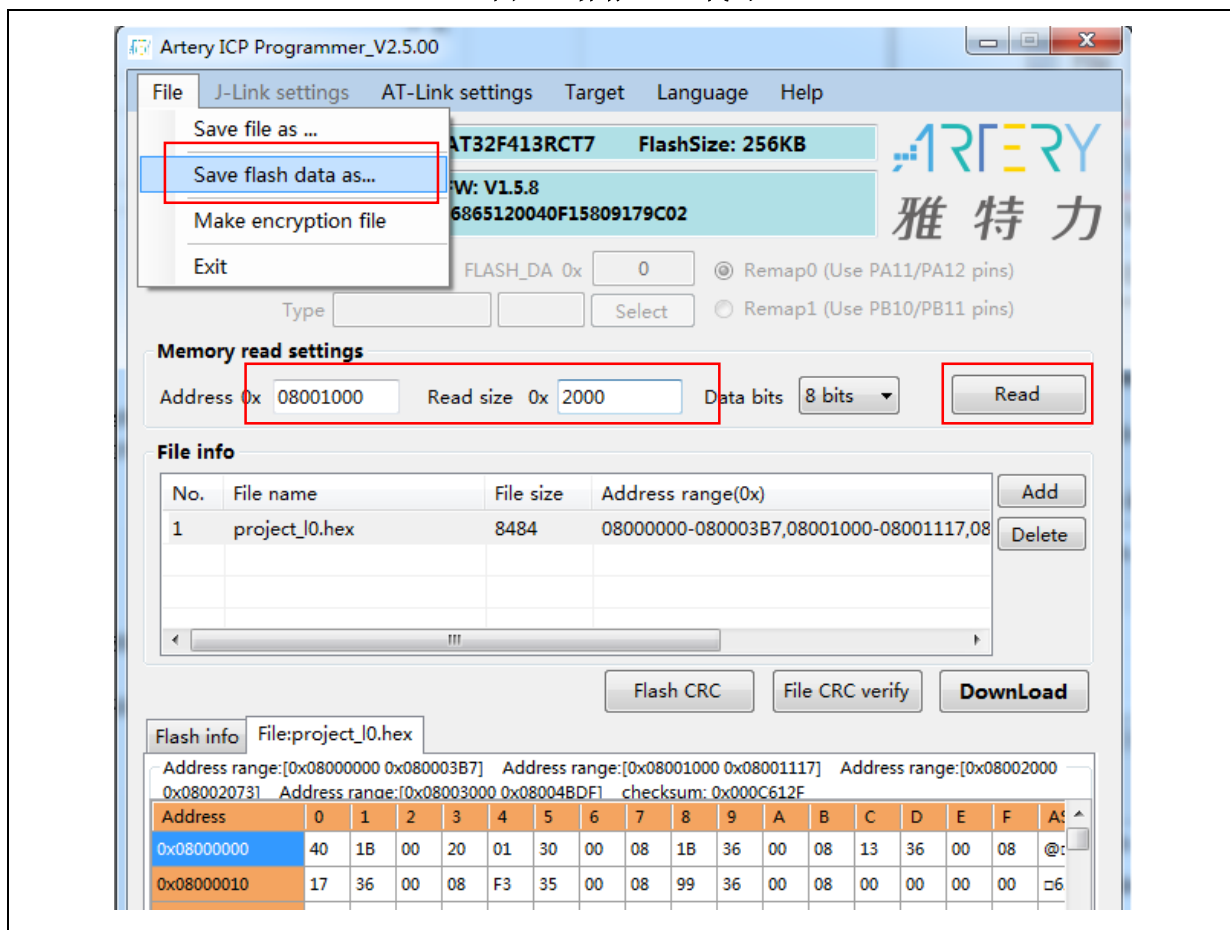 Artery ICP Programmer_V2.5.00
File J-Link settings AT-Link settings Target Language Help
Save file as ...
Save flash data as...
Make encryption file
Exit
AT32F413RCT7 FlashSize: 256KB
FW: V1.5.8
6865120040F15809179C02
ARTERY
雅特力
FLASH_DA 0x 0 Remap0 (Use PA11/PA12 pins)
Type Select Remap1 (Use PB10/PB11 pins)
Memory read settings
Address 0x 08001000 Read size 0x 2000 Data bits 8 bits Read
File info
No. File name File size Address range(0x) Add
1 project_l0.hex 8484 08000000-080003B7,08001000-08001117,08 Delete
Flash CRC File CRC verify DownLoad
Flash info File:project_l0.hex
Address range:[0x08000000 0x080003B7] Address range:[0x08001000 0x08001117] Address range:[0x08002000
0x08002073] Address range:[0x08003000 0x08004BDF] checksum: 0x000C612F
Address 0 1 2 3 4 5 6 7 8 9 A B C D E F
0x08000000 40 1B 00 20 01 30 00 08 1B 36 00 08 13 36 00 08
0x08000010 17 36 00 08 F3 35 00 08 99 36 00 08 00 00 00 00